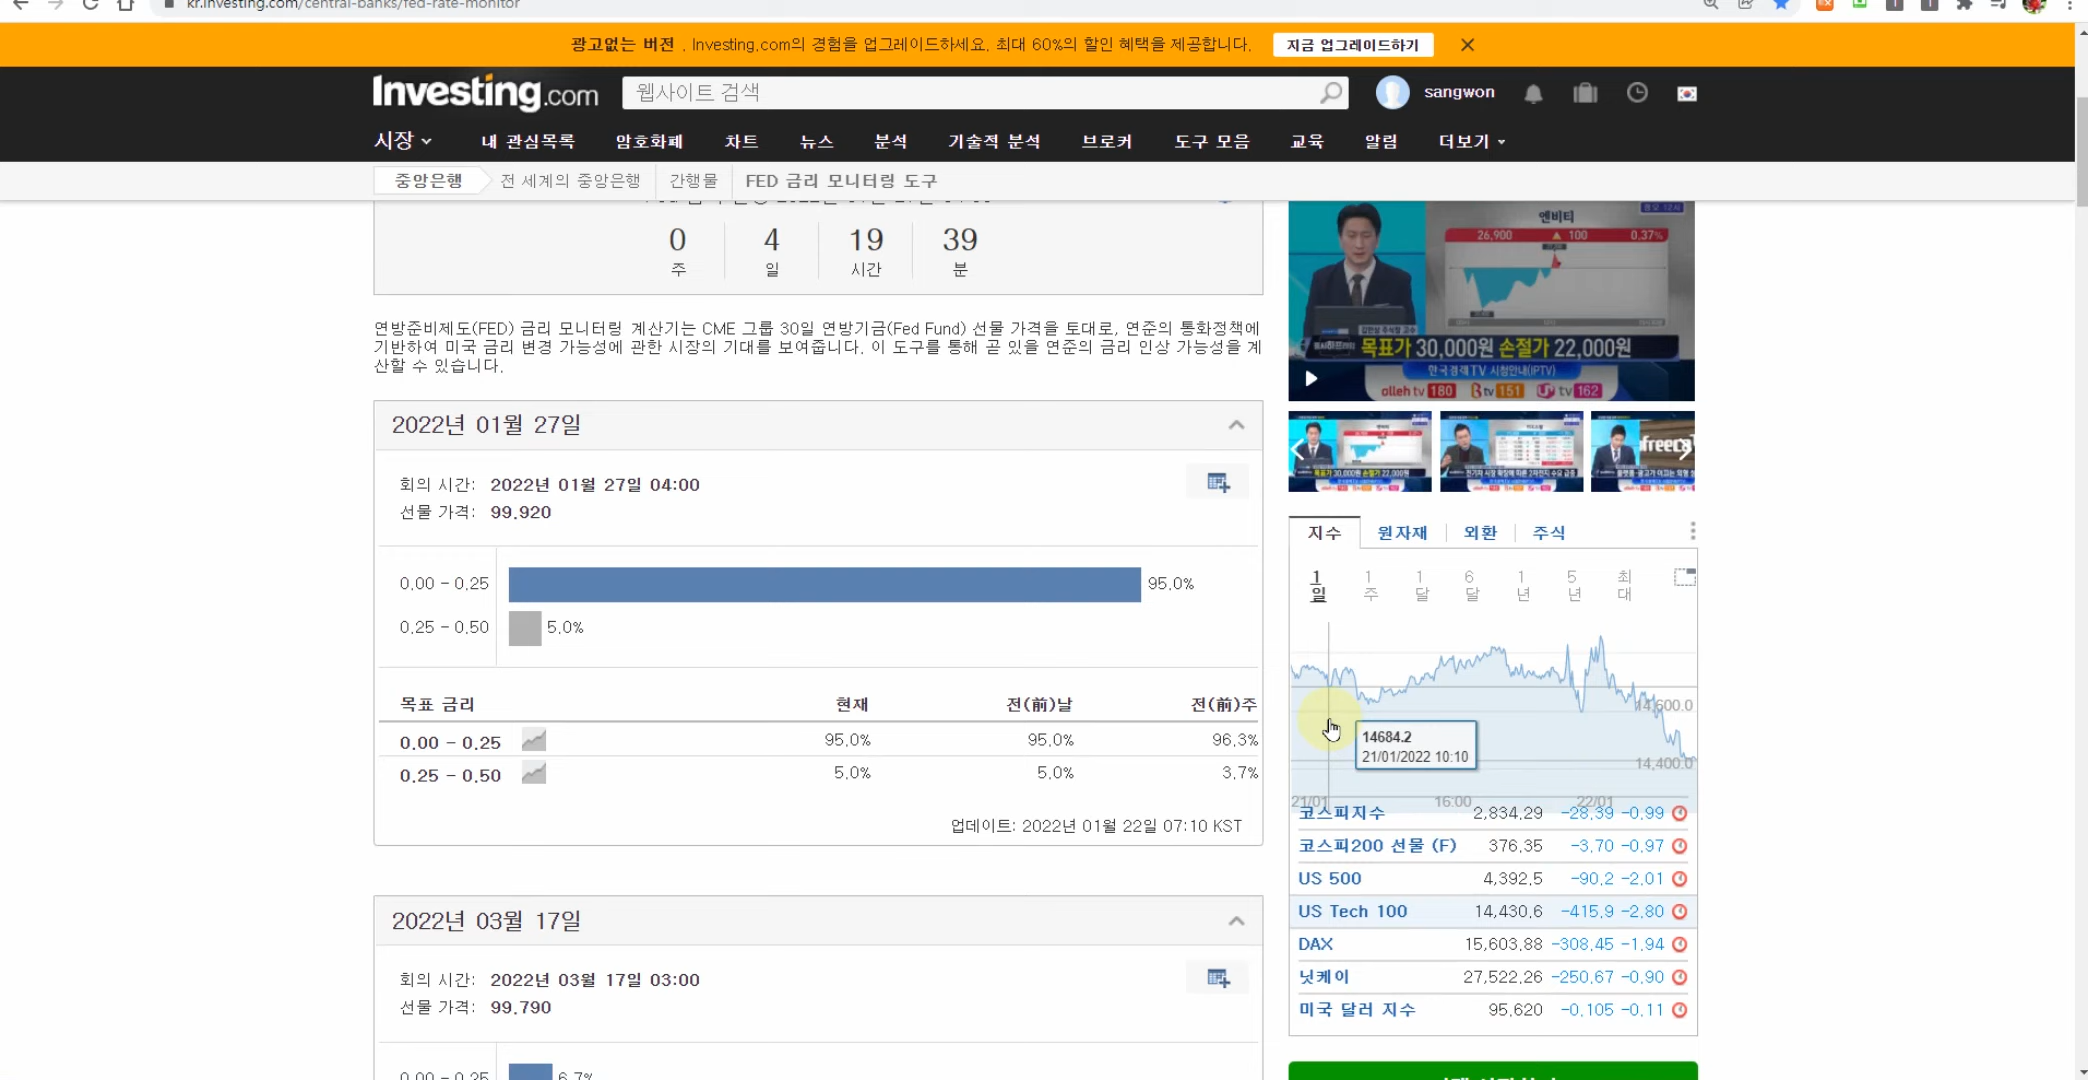 kr.investing.com/central-banks/fed-rate-monitor
광고없는 버전 . Investing.com의 경험을 업그레이드하세요. 최대 60%의 할인 혜택을 제공합니다.
지금 업그레이드하기
Investing.com
웹사이트 검색
sangwon
시장
내 관심목록
암호화폐
차트
뉴스
분석
기술적 분석
브로커
도구 모음
교육
알림
더보기
중앙은행
전 세계의 중앙은행
간행물
FED 금리 모니터링 도구
0 4 19 39
주 일 시간 분
연방준비제도(FED) 금리 모니터링 계산기는 CME 그룹 30일 연방기금(Fed Fund) 선물 가격을 토대로, 연준의 통화정책에
기반하여 미국 금리 변경 가능성에 관한 시장의 기대를 보여줍니다. 이 도구를 통해 곧 있을 연준의 금리 인상 가능성을 계
산할 수 있습니다.
2022년 01월 27일
회의 시간: 2022년 01월 27일 04:00
선물 가격: 99.920
0.00 - 0.25 95.0%
0.25 - 0.50 5.0%
목표 금리 현재 전(前)날 전(前)주
0.00 - 0.25 95.0% 95.0% 96.3%
0.25 - 0.50 5.0% 5.0% 3.7%
업데이트: 2022년 01월 22일 07:10 KST
2022년 03월 17일
회의 시간: 2022년 03월 17일 03:00
선물 가격: 99.790
0.00 - 0.25 6.7%
엔비티
26,900 ▲ 100 0.37%
목표가 30,000원 손절가 22,000원
한국경제TV 시청안내(IPTV)
olleh tv 180 B tv 151 U+ tv 162
지수
원자재
외환
주식
1일 1주 1달 6달 1년 5년 최대
14,600.0
14684.2
21/01/2022 10:10
14,400.0
21/01 16:00 22/01
코스피지수 2,834.29 -28.39 -0.99
코스피200 선물 (F) 376.35 -3.70 -0.97
US 500 4,392.5 -90.2 -2.01
US Tech 100 14,430.6 -415.9 -2.80
DAX 15,603.88 -308.45 -1.94
닛케이 27,522.26 -250.67 -0.90
미국 달러 지수 95.620 -0.105 -0.11